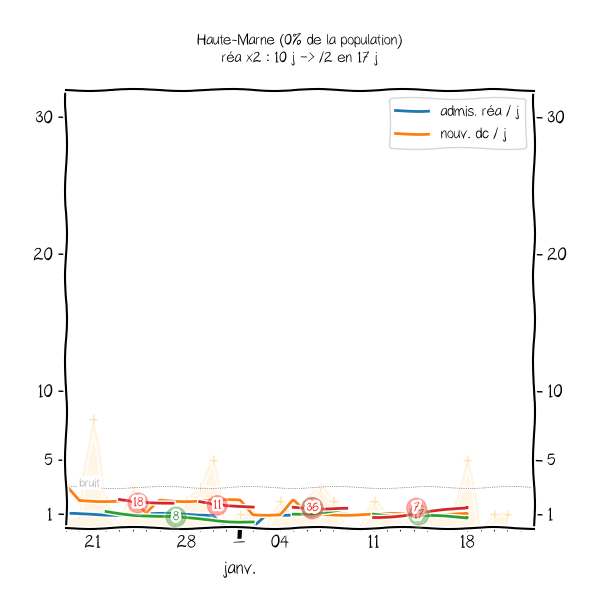 Haute-Marne (0% de la population)
réa x2 : 10 j -> /2 en 17 j
admis. réa / j
nouv. dc / j
30 30
20 20
10 10
5 5
... bruit
18 11 36 7
8
1 1
21 28 1 04 11 18
janv.